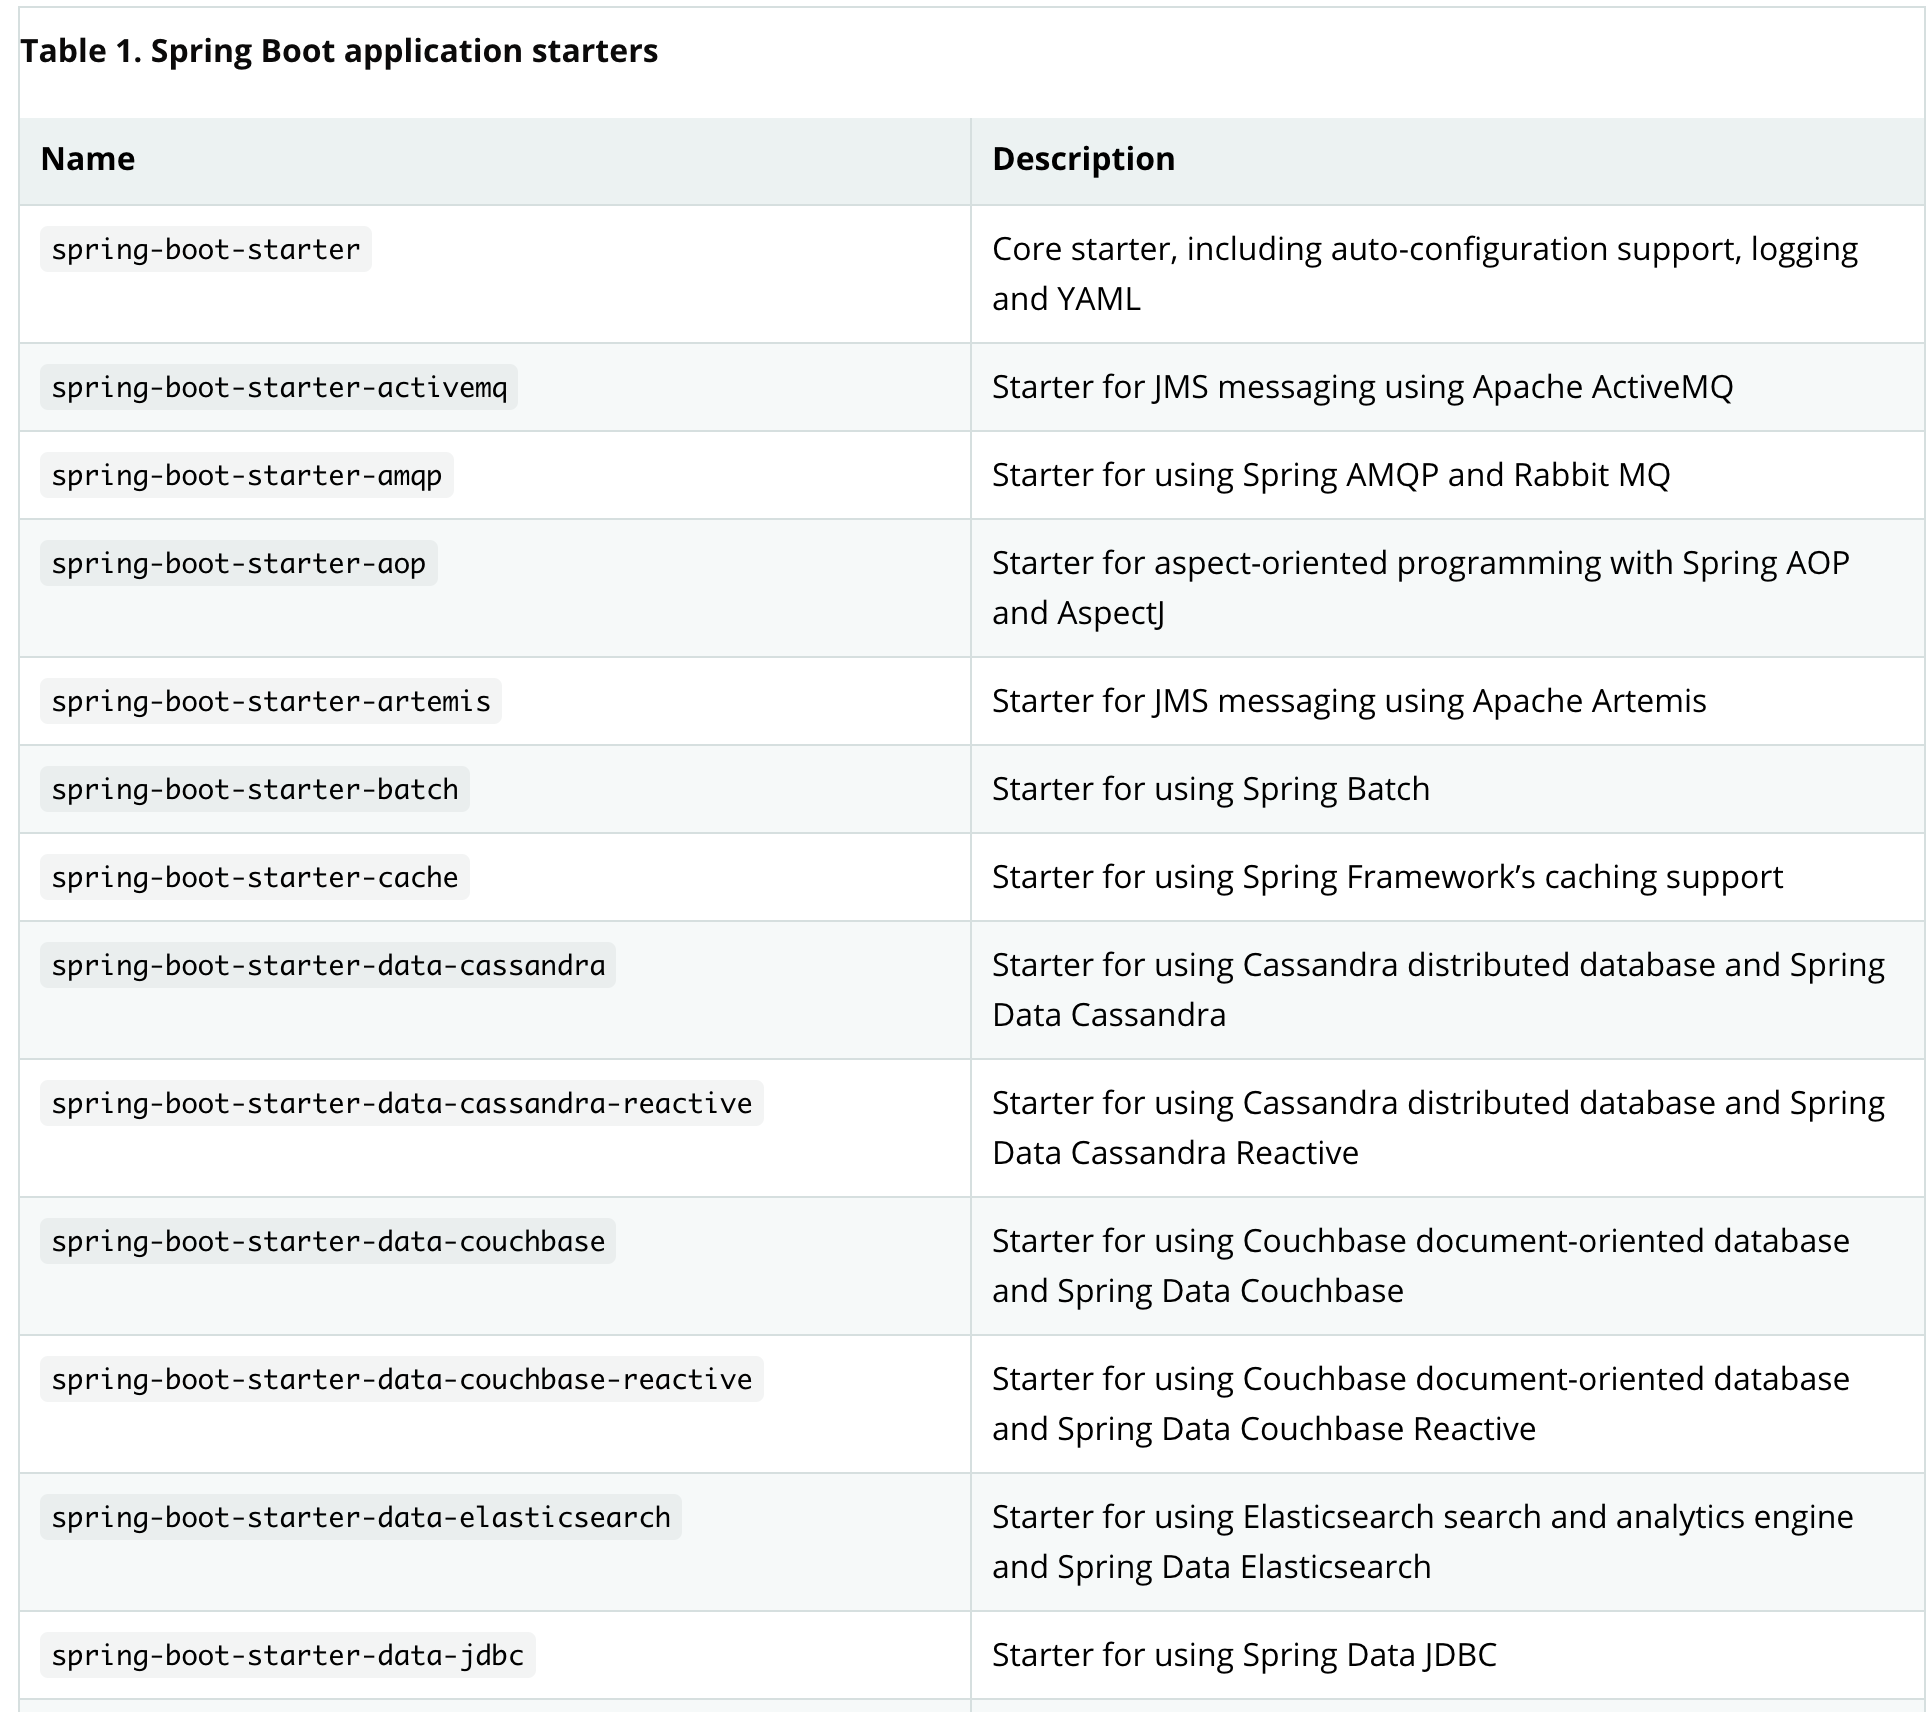 Table 1. Spring Boot application starters
Name
Description
spring-boot-starter
Core starter, including auto-configuration support, logging
and YAML
spring-boot-starter-activemq
Starter for JMS messaging using Apache ActiveMQ
spring-boot-starter-amqp
Starter for using Spring AMQP and Rabbit MQ
spring-boot-starter-aop
Starter for aspect-oriented programming with Spring AOP
and AspectJ
spring-boot-starter-artemis
Starter for JMS messaging using Apache Artemis
spring-boot-starter-batch
Starter for using Spring Batch
spring-boot-starter-cache
Starter for using Spring Framework’s caching support
spring-boot-starter-data-cassandra
Starter for using Cassandra distributed database and Spring
Data Cassandra
spring-boot-starter-data-cassandra-reactive
Starter for using Cassandra distributed database and Spring
Data Cassandra Reactive
spring-boot-starter-data-couchbase
Starter for using Couchbase document-oriented database
and Spring Data Couchbase
spring-boot-starter-data-couchbase-reactive
Starter for using Couchbase document-oriented database
and Spring Data Couchbase Reactive
spring-boot-starter-data-elasticsearch
Starter for using Elasticsearch search and analytics engine
and Spring Data Elasticsearch
spring-boot-starter-data-jdbc
Starter for using Spring Data JDBC